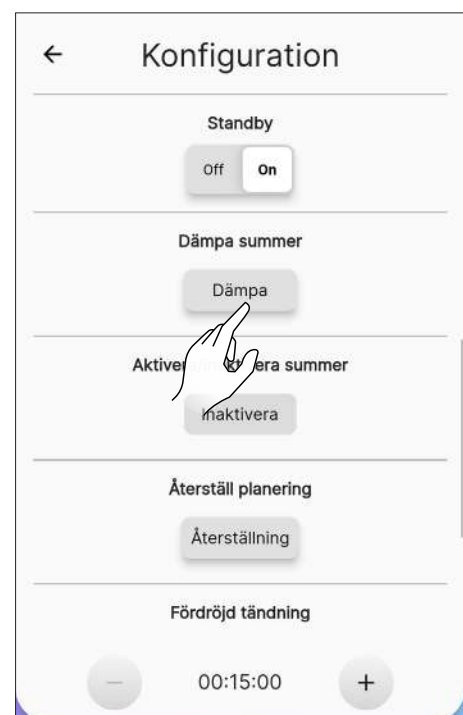 Konfiguration
Standby
Off On
Dämpa summer
Dämpa
summer
Inaktivera
Återställ planering
Återställning
Fördröjd tändning
00:15:00